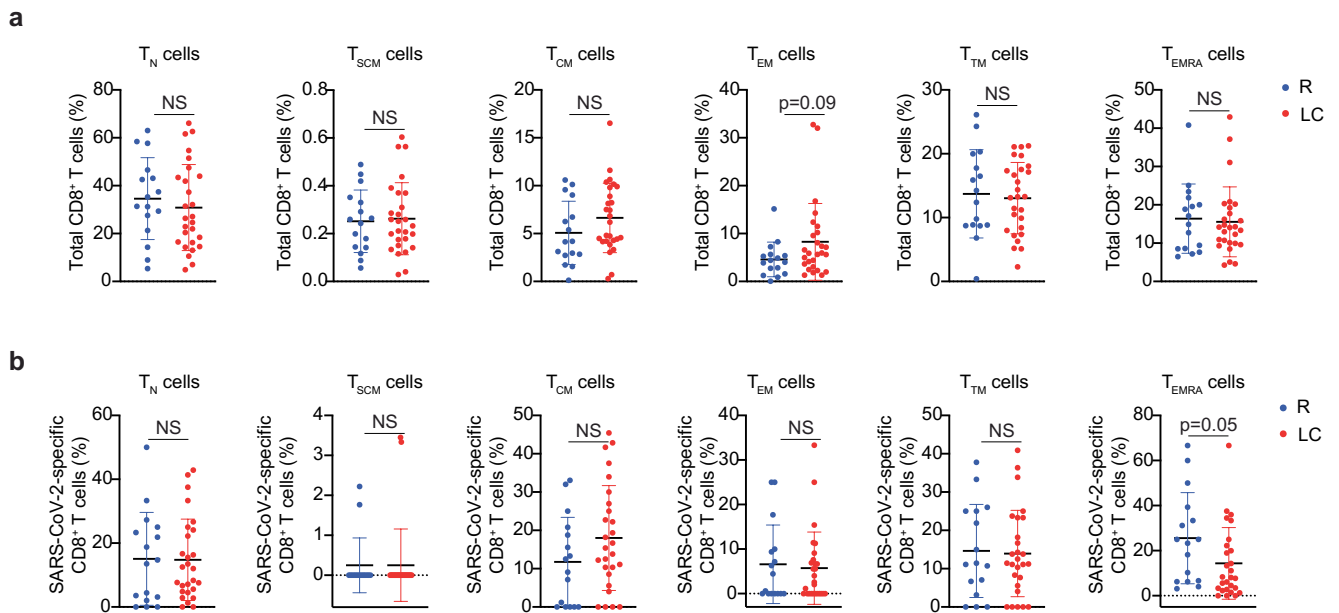 a
T_N cells
Total CD8⁺ T cells (%)
80
60
40
20
0
NS
T_SCM cells
Total CD8⁺ T cells (%)
0.8
0.6
0.4
0.2
0.0
NS
T_CM cells
Total CD8⁺ T cells (%)
20
15
10
5
0
NS
T_EM cells
Total CD8⁺ T cells (%)
40
30
20
10
0
p=0.09
T_TM cells
Total CD8⁺ T cells (%)
30
20
10
0
NS
T_EMRA cells
Total CD8⁺ T cells (%)
50
40
30
20
10
0
NS
R
LC
b
T_N cells
SARS-CoV-2-specific
CD8⁺ T cells (%)
60
40
20
0
NS
T_SCM cells
SARS-CoV-2-specific
CD8⁺ T cells (%)
4
3
2
1
0
NS
T_CM cells
SARS-CoV-2-specific
CD8⁺ T cells (%)
50
40
30
20
10
0
NS
T_EM cells
SARS-CoV-2-specific
CD8⁺ T cells (%)
40
30
20
10
0
NS
T_TM cells
SARS-CoV-2-specific
CD8⁺ T cells (%)
50
40
30
20
10
0
NS
T_EMRA cells
SARS-CoV-2-specific
CD8⁺ T cells (%)
80
60
40
20
0
p=0.05
R
LC